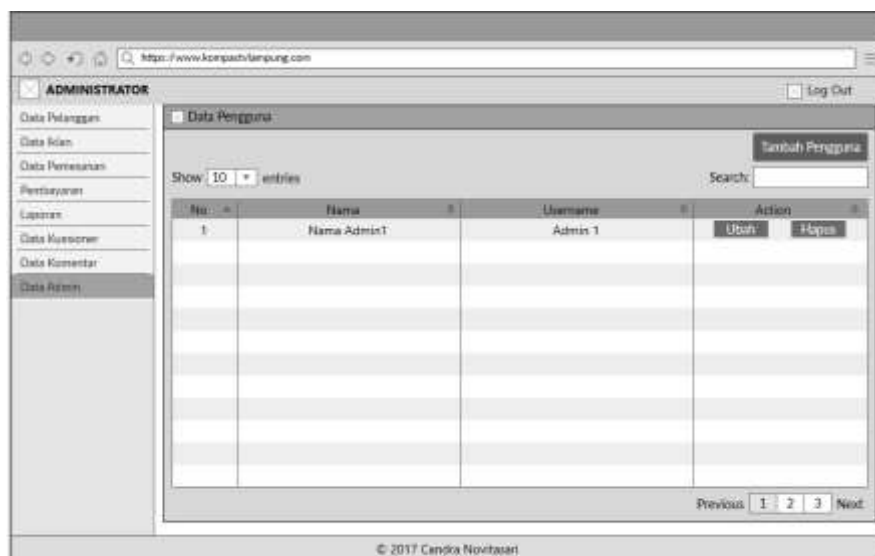 https://www.kompastvlampung.com
ADMINISTRATOR
Log Out
Data Pelanggan
Data Iklan
Data Pemesanan
Pembayaran
Laporan
Data Kuesioner
Data Komentar
Data Admin
Data Pengguna
Tambah Pengguna
Show 10 entries
Search:
No Nama Username Action
1 Nama Admin1 Admin 1 Ubah Hapus
Previous 1 2 3 Next
© 2017 Candra Novitasari